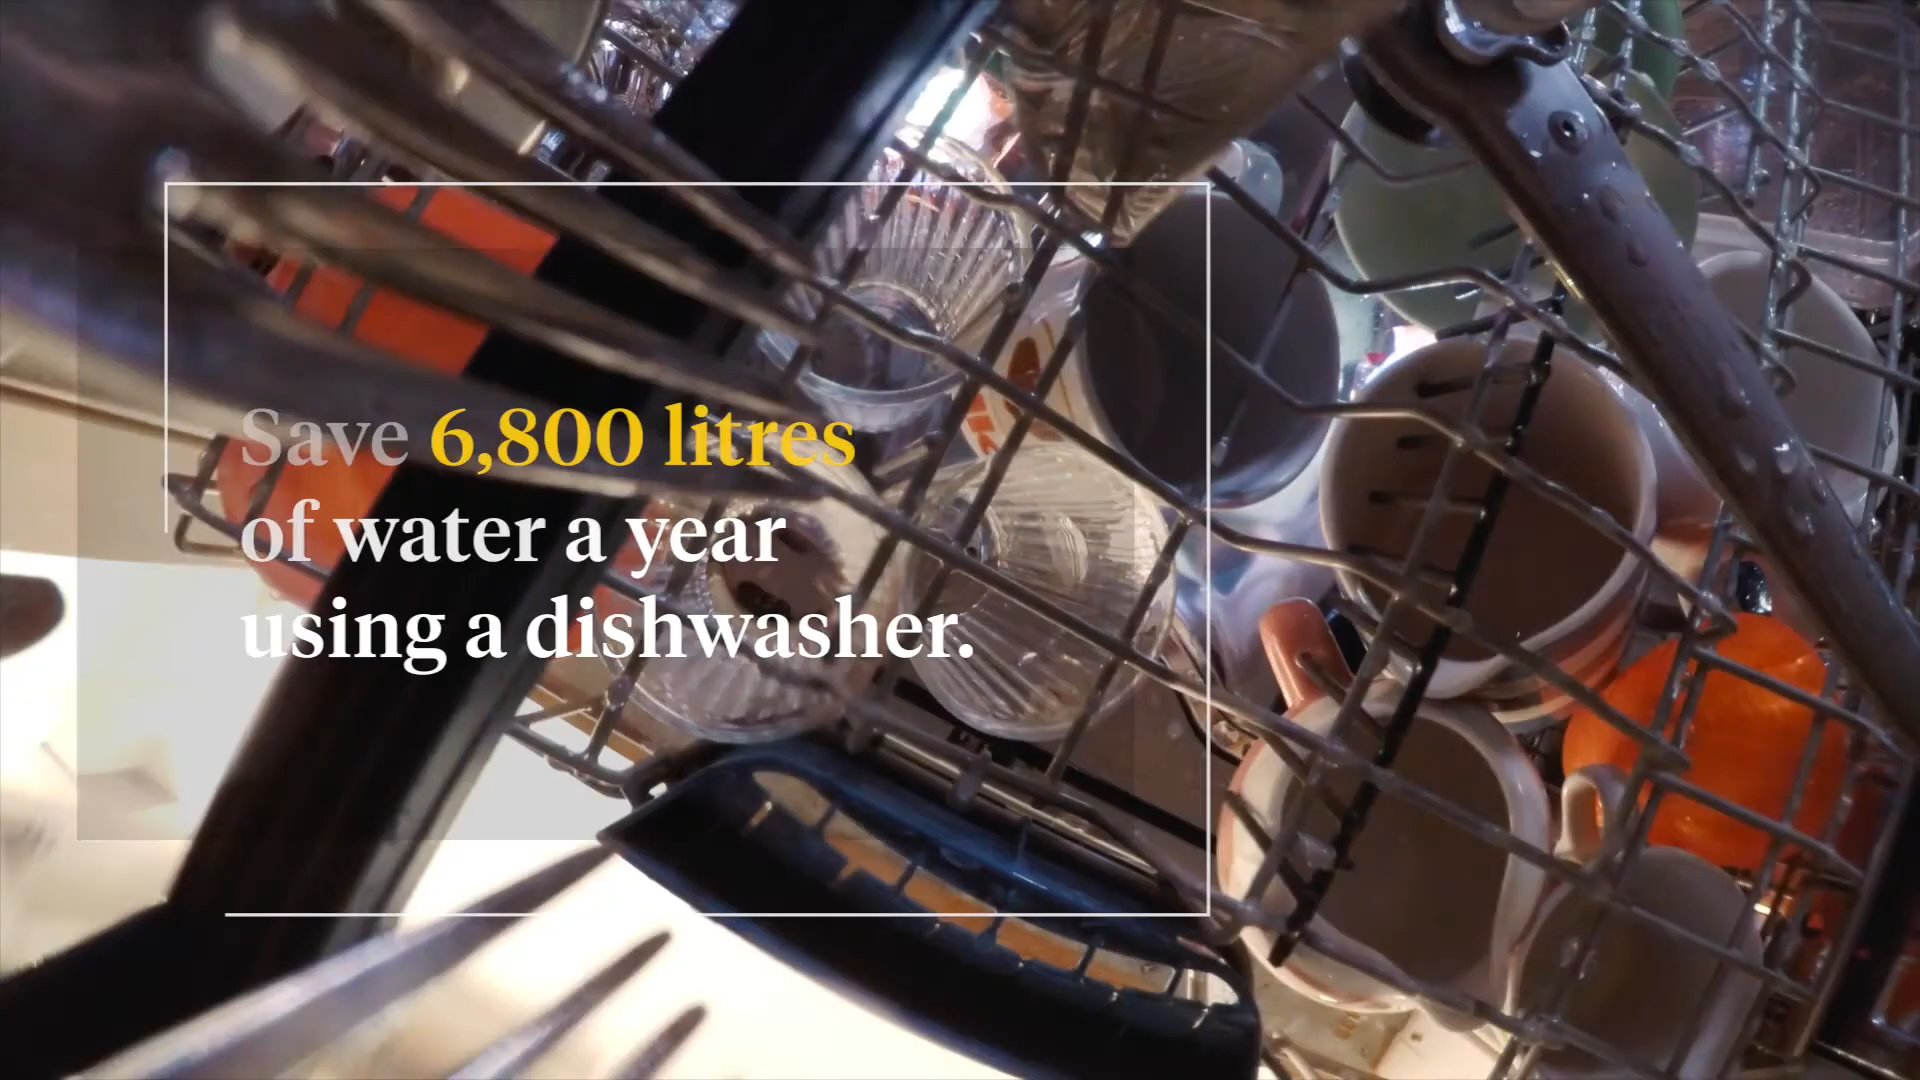 Save 6,800 litres
of water a year
using a dishwasher.